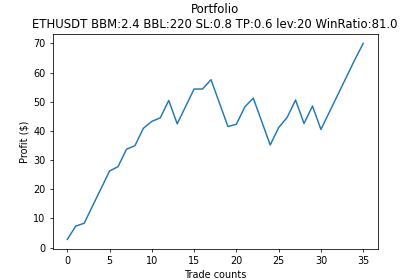 Portfolio
ETHUSDT BBM:2.4 BBL:220 SL:0.8 TP:0.6 lev:20 WinRatio:81.0
70
60
50
40
30
20
10
0
Profit ($)
0 5 10 15 20 25 30 35
Trade counts